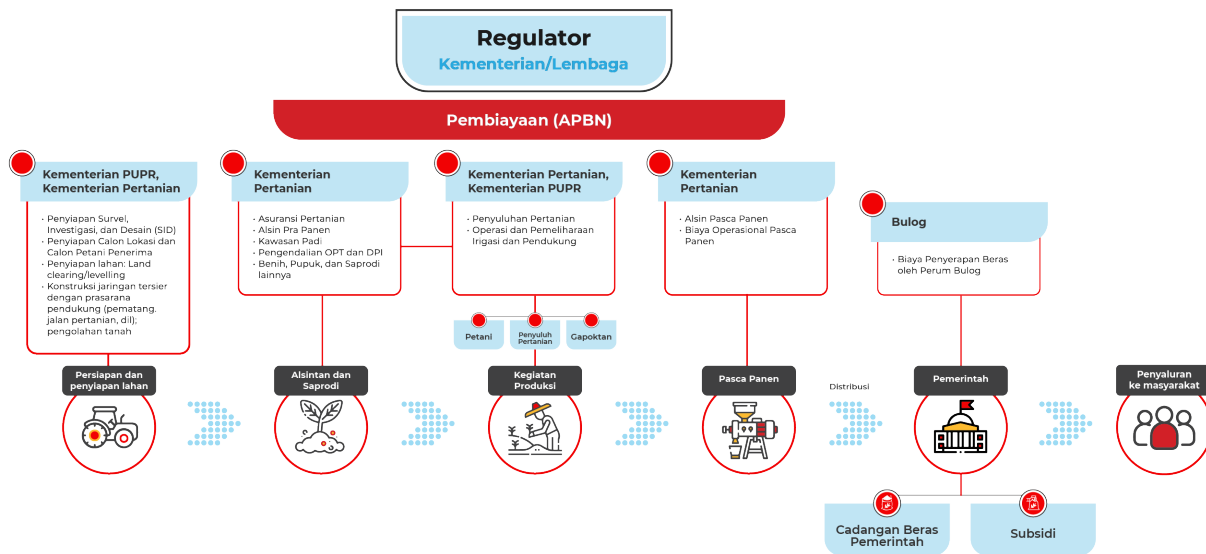 Regulator
Kementerian/Lembaga
Pembiayaan (APBN)
Kementerian PUPR,
Kementerian Pertanian
· Penyiapan Survel,
Investigasi, dan Desain (SID)
· Penyiapan Calon Lokasi dan
Calon Petani Penerima
· Penyiapan lahan: Land
clearing/levelling
· Konstruksi jaringan tersier
dengan prasarana
pendukung (pematang.
jalan pertanian, dil);
pengolahan tanah
Kementerian
Pertanian
· Asuransi Pertanian
· Alsin Pra Panen
· Kawasan Padi
· Pengendalian OPT dan DPI
· Benih, Pupuk, dan Saprodi
lainnya
Kementerian Pertanian,
Kementerian PUPR
· Penyuluhan Pertanian
· Operasi dan Pemeliharaan
Irigasi dan Pendukung
Petani
Penyuluh
Pertanian
Gapoktan
Kementerian
Pertanian
· Alsin Pasca Panen
· Biaya Operasional Pasca
Panen
Bulog
· Biaya Penyerapan Beras
oleh Perum Bulog
Persiapan dan
penyiapan lahan
Alsintan dan
Saprodi
Kegiatan
Produksi
Pasca Panen
Distribusi
Pemerintah
Penyaluran
ke masyarakat
Cadangan Beras
Pemerintah
Subsidi